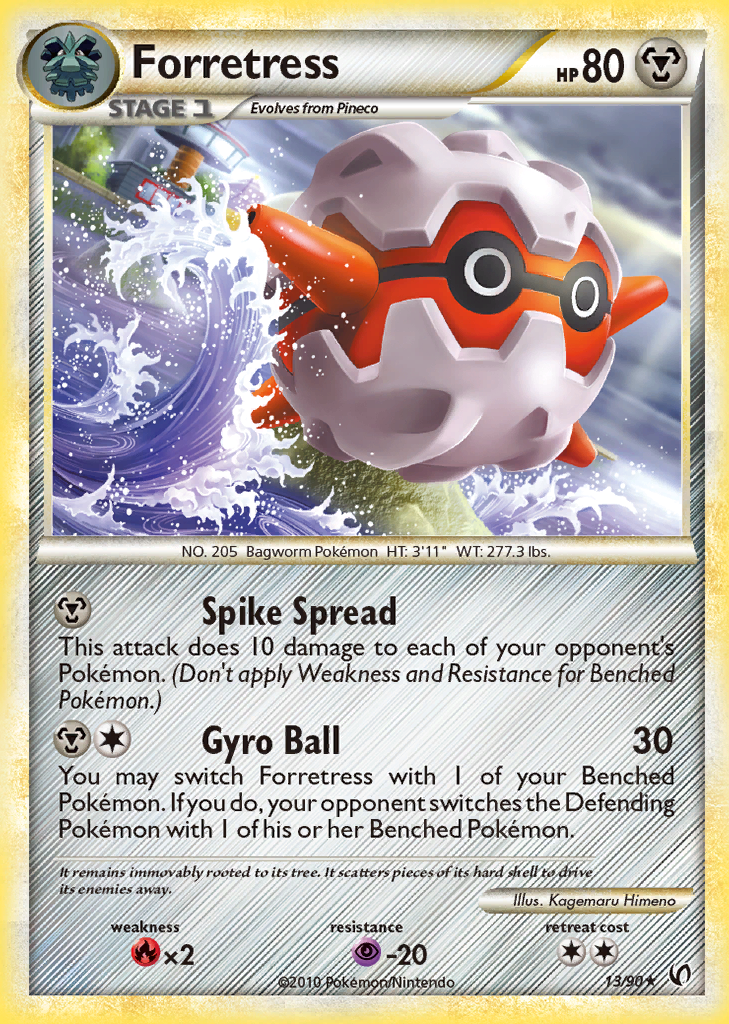 Forretress
HP 80
STAGE 1
Evolves from Pineco
NO. 205 Bagworm Pokémon HT: 3'11" WT: 277.3 lbs.
Spike Spread
This attack does 10 damage to each of your opponent's
Pokémon. (Don't apply Weakness and Resistance for Benched
Pokémon.)
Gyro Ball 30
You may switch Forretress with 1 of your Benched
Pokémon. If you do, your opponent switches the Defending
Pokémon with 1 of his or her Benched Pokémon.
It remains immovably rooted to its tree. It scatters pieces of its hard shell to drive
its enemies away.
Illus. Kagemaru Himeno
weakness resistance retreat cost
×2 -20
©2010 Pokémon/Nintendo 13/90★